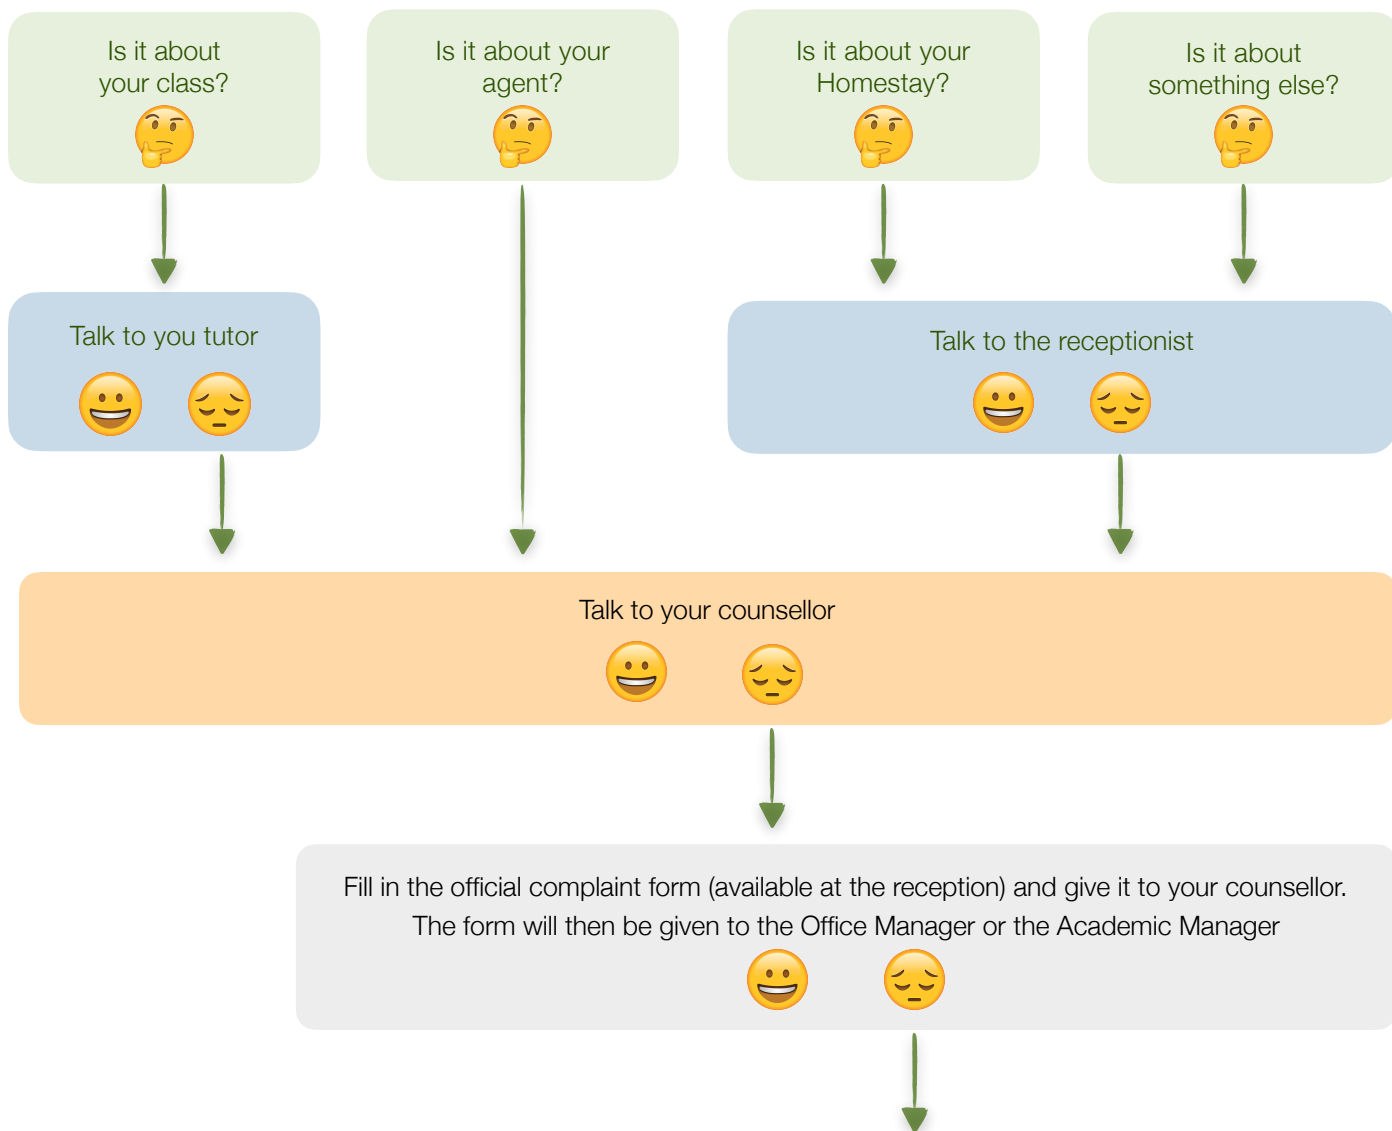 Is it about
your class?
Is it about your
agent?
Is it about your
Homestay?
Is it about
something else?
Talk to you tutor
Talk to the receptionist
Talk to your counsellor
Fill in the official complaint form (available at the reception) and give it to your counsellor.
The form will then be given to the Office Manager or the Academic Manager